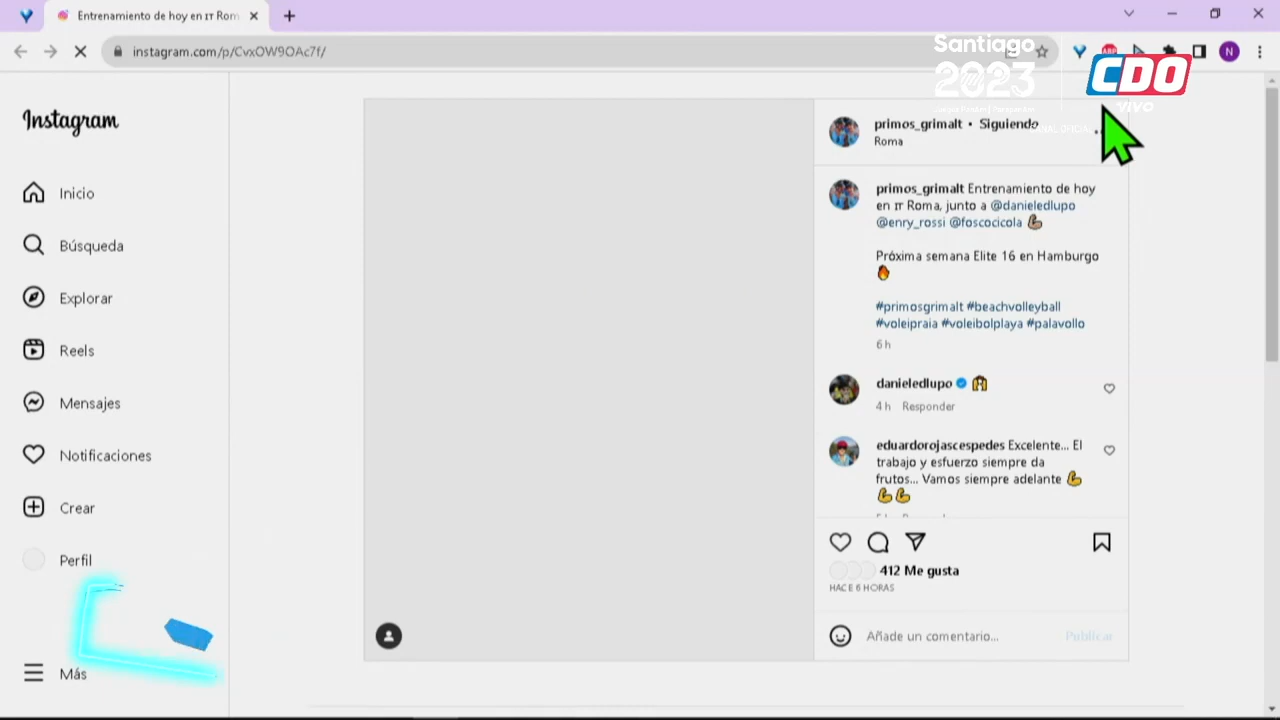 Entrenamiento de hoy en IT Rom
instagram.com/p/CvxOW9OAc7f/
N
Santiago
2023
CDO
vivo
Instagram
Inicio
Búsqueda
Explorar
Reels
Mensajes
Notificaciones
Crear
Perfil
Más
primos_grimalt • Siguiendo
Roma
primos_grimalt Entrenamiento de hoy
en IT Roma, junto a @danieledlupo
@enry_rossi @foscocicola 💪🏼
Próxima semana Elite 16 en Hamburgo
🔥
#primosgrimalt #beachvolleyball
#voleipraia #voleibolplaya #palavollo
6 h
danieledlupo
4 h Responder
eduardorojascespedes Excelente... El
trabajo y esfuerzo siempre da
frutos... Vamos siempre adelante 💪
💪💪
412 Me gusta
HACE 6 HORAS
Añade un comentario...
Publicar